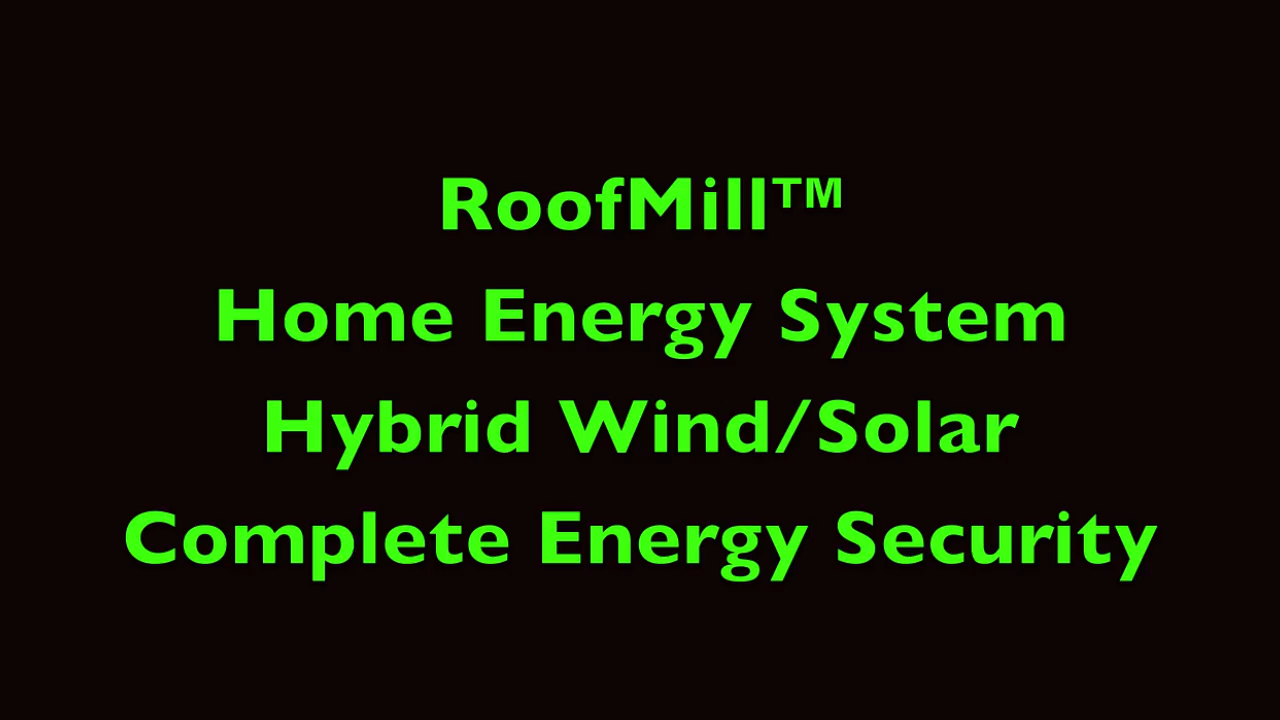 RoofMill™
Home Energy System
Hybrid Wind/Solar
Complete Energy Security